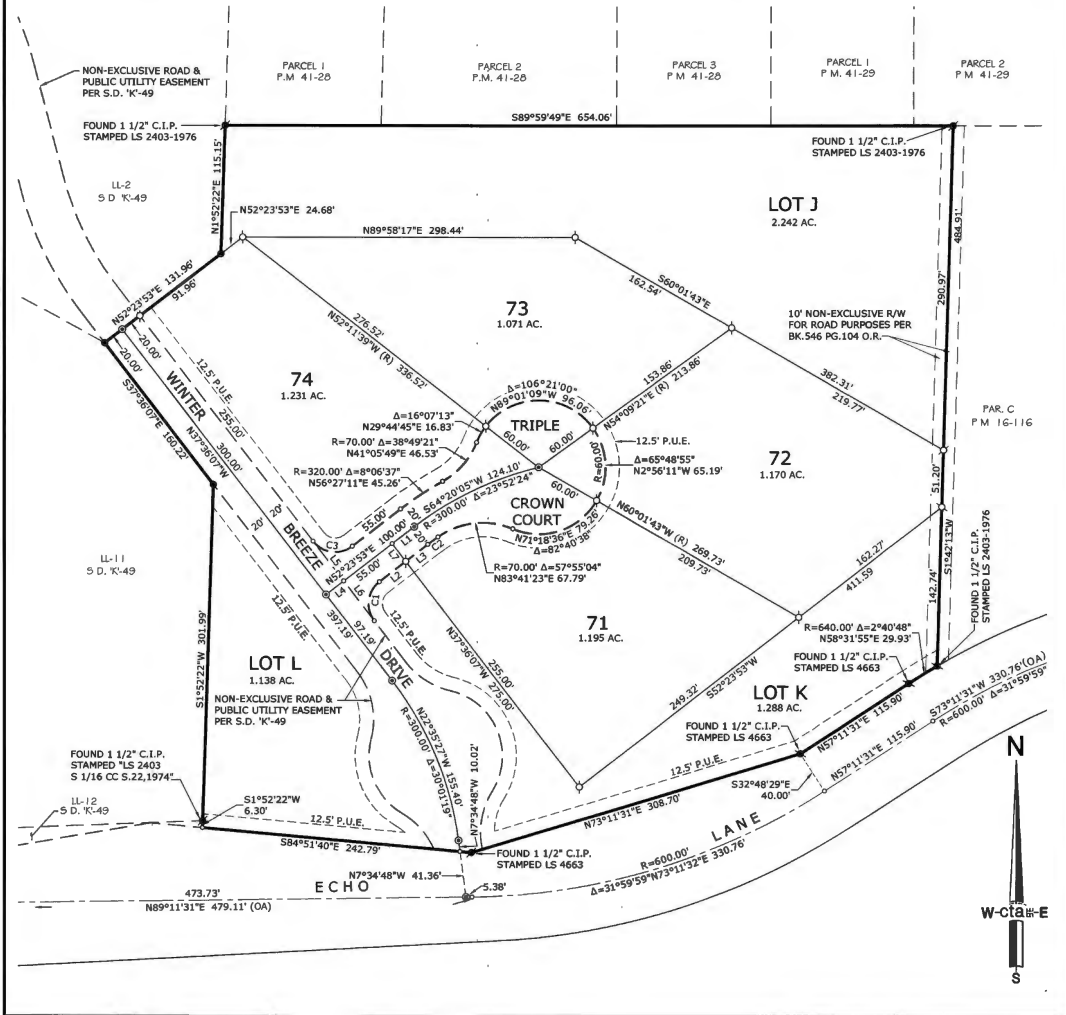 PARCEL 1
P.M 41-28
PARCEL 2
P.M. 41-28
PARCEL 3
P M 41-28
PARCEL 1
P M. 41-29
PARCEL 2
P M 41-29
NON-EXCLUSIVE ROAD &
PUBLIC UTILITY EASEMENT
PER S.D. 'K'-49
FOUND 1 1/2" C.I.P.
STAMPED LS 2403-1976
S89°59'49"E 654.06'
FOUND 1 1/2" C.I.P.
STAMPED LS 2403-1976
LL-2
S D 'K'-49
N1°52'22"E 115.15'
N52°23'53"E 24.68'
N89°58'17"E 298.44'
LOT J
2.242 AC.
484.91'
290.97'
S60°01'43"E
162.54'
N52°23'53"E 131.96'
91.96'
73
1.071 AC.
10' NON-EXCLUSIVE R/W
FOR ROAD PURPOSES PER
BK.546 PG.104 O.R.
276.52'
N52°11'39"W (R) 336.52'
20.00'
20.00'
12.5' P.U.E.
WINTER
255.00'
74
1.231 AC.
153.86'
N54°09'21"E (R) 213.86'
382.31'
219.77'
Δ=106°21'00"
N89°01'09"W 96.06'
Δ=16°07'13"
N29°44'45"E 16.83'
TRIPLE
PAR. C
P M 16-116
S37°36'07"E 160.22'
N37°36'07"W
300.00'
R=70.00' Δ=38°49'21"
N41°05'49"E 46.53'
60.00'
60.00'
12.5' P.U.E.
R=320.00' Δ=8°06'37"
N56°27'11"E 45.26'
R=60.00'
Δ=65°48'55"
N2°56'11"W 65.19'
72
1.170 AC.
S64°20'05"W 124.10'
R=300.00' Δ=23°52'24"
60.00'
51.20'
20'
20'
55.00'
20'
CROWN
COURT
N60°01'43"W (R) 269.73'
209.73'
BREEZE
C3
L5
N52°23'53"E 100.00'
L1
N71°18'36"E 79.26'
Δ=82°40'38"
S1°42'13"W
142.74'
FOUND 1 1/2" C.I.P.
STAMPED LS 2403-1976
LL-11
S D. 'K'-49
L7
L3
C2
55.00'
L2
L4
L6
C1
R=70.00' Δ=57°55'04"
N83°41'23"E 67.79'
162.27'
411.59
12.5' P.U.E.
397.19'
97.19'
12.5' P.U.E.
71
1.195 AC.
R=640.00' Δ=2°40'48"
N58°31'55"E 29.93'
S1°52'22"W 301.99'
N37°36'07"W
255.00'
275.00'
DRIVE
FOUND 1 1/2" C.I.P.
STAMPED LS 4663
LOT L
1.138 AC.
249.32'
S52°23'53"W
LOT K
1.288 AC.
S73°11'31"W 330.76'(OA)
R=600.00' Δ=31°59'59"
NON-EXCLUSIVE ROAD &
PUBLIC UTILITY EASEMENT
PER S.D. 'K'-49
N57°11'31"E 115.90'
FOUND 1 1/2" C.I.P.
STAMPED LS 4663
N22°35'27"W 155.40'
R=300.00' Δ=30°01'19"
N57°11'31"E 115.90'
N
FOUND 1 1/2" C.I.P.
STAMPED "LS 2403
S 1/16 CC S.22,1974"
12.5' P.U.E.
S32°48'29"E
40.00'
N7°34'48"W 10.02'
LL-12
S D. 'K'-49
S1°52'22"W
6.30'
12.5' P.U.E.
N73°11'31"E 308.70'
LANE
S84°51'40"E 242.79'
FOUND 1 1/2" C.I.P.
STAMPED LS 4663
R=600.00'
Δ=31°59'59"N73°11'32"E 330.76'
N7°34'48"W 41.36'
ECHO
5.38'
473.73'
N89°11'31"E 479.11' (OA)
W-cta-E
S